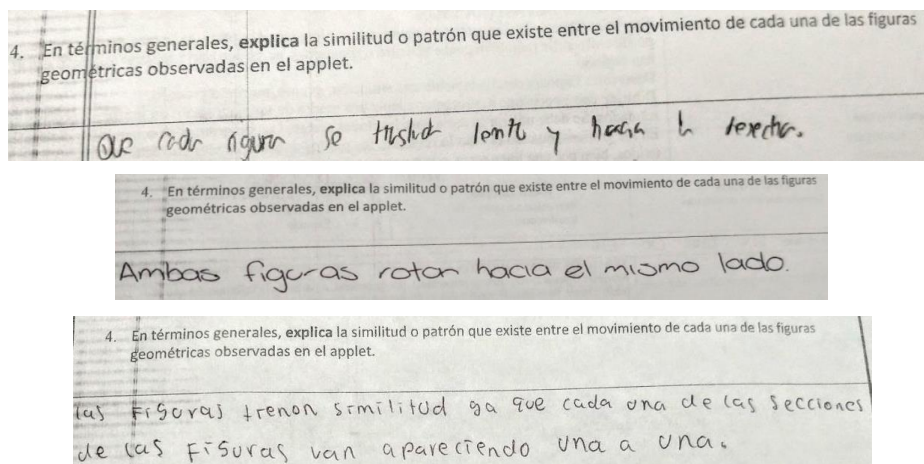 4. En términos generales, explica la similitud o patrón que existe entre el movimiento de cada una de las figuras
geométricas observadas en el applet.
Que cada figura se traslada lento y hacia la derecha.
4. En términos generales, explica la similitud o patrón que existe entre el movimiento de cada una de las figuras
geométricas observadas en el applet.
Ambas figuras rotan hacia el mismo lado.
4. En términos generales, explica la similitud o patrón que existe entre el movimiento de cada una de las figuras
geométricas observadas en el applet.
las Figuras tienen similitud ya que cada una de las secciones
de las Figuras van apareciendo una a una.